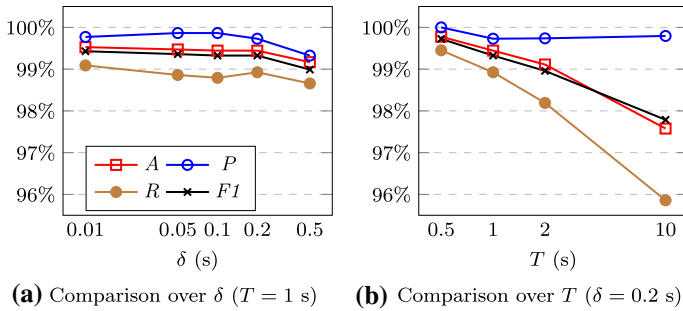 100%
99%
98%
97%
96%
A P
R F1
0.01 0.05 0.1 0.2 0.5
δ (s)
(a) Comparison over δ (T = 1 s)
100%
99%
98%
97%
96%
0.5 1 2 10
T (s)
(b) Comparison over T (δ = 0.2 s)